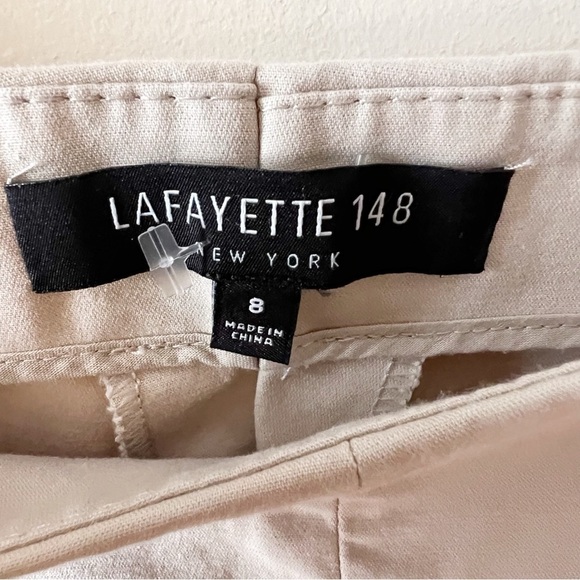 LAFAYETTE 148
NEW YORK
8
MADE IN
CHINA